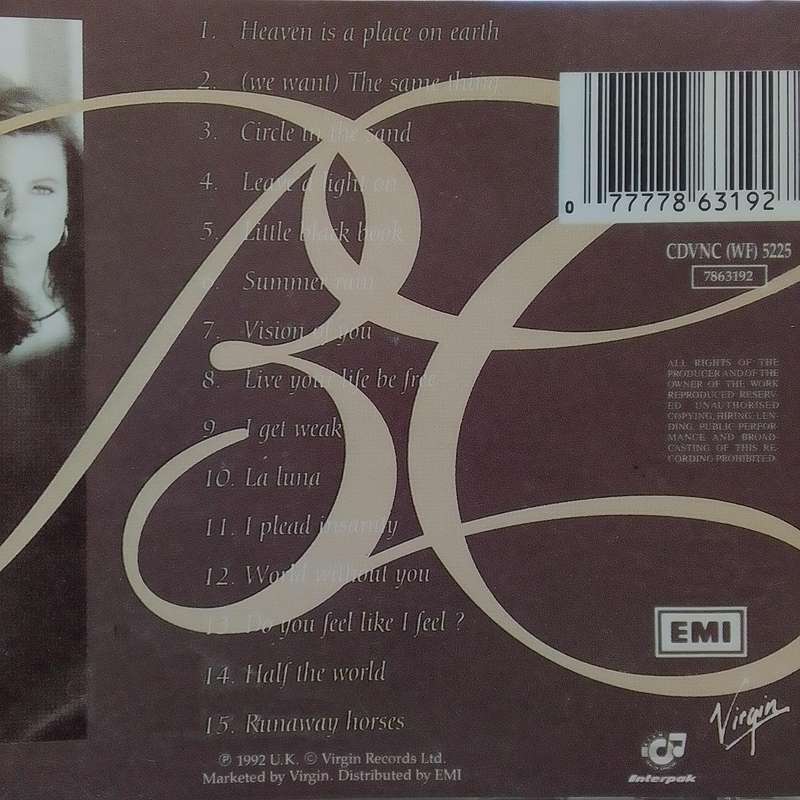 1. Heaven is a place on earth
2. (we want) The same thing
3. Circle in the sand
4. Leave a light on
5. Little black book
6. Summer rain
7. Vision of you
8. Live your life be free
9. I get weak
10. La luna
11. I plead insanity
12. World without you
13. Do you feel like I feel ?
14. Half the world
15. Runaway horses
℗ 1992 U.K. © Virgin Records Ltd.
Marketed by Virgin. Distributed by EMI
BC
0 77778 63192
CDVNC (WF) 5225
7863192
ALL RIGHTS OF THE
PRODUCER AND OF THE
OWNER OF THE WORK
REPRODUCED RESERV-
ED UNAUTHORISED
COPYING, HIRING, LEN-
DING, PUBLIC PERFOR-
MANCE AND BROAD-
CASTING OF THIS RE-
CORDING PROHIBITED
EMI
Virgin
Interpak